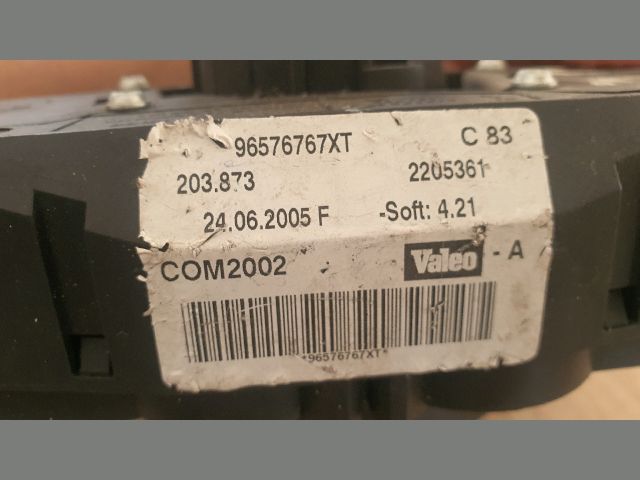 96576767XT C 83
203.873 2205361
24.06.2005 F -Soft: 4.21
COM2002 Valeo - A
*96576767XT*